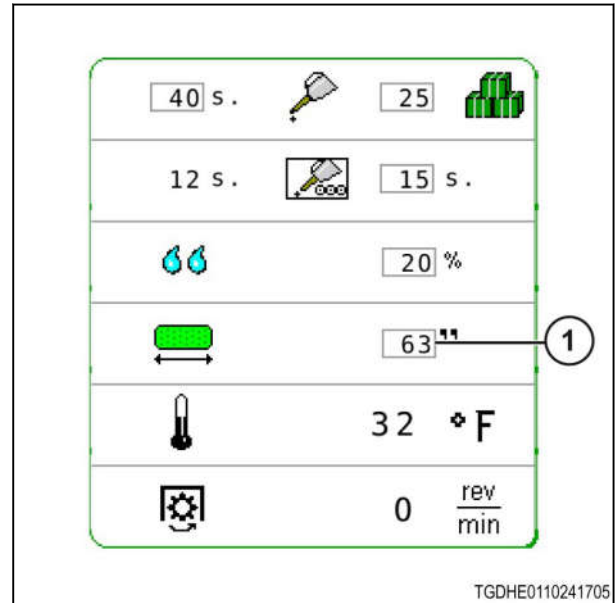 40 s. 25
12 s. 15 s.
20 %
63 " 1
32 °F
0 rev
min
TGDHE0110241705